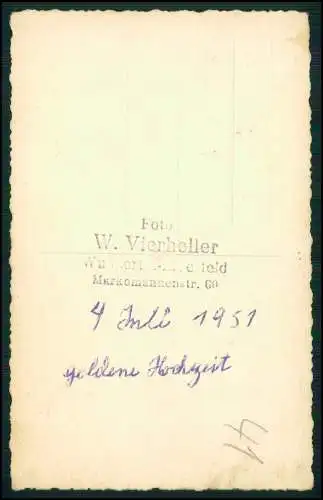 Foto
W. Vierheller
Markomannenstr. 60
4 Juli 1951
goldene Hochzeit